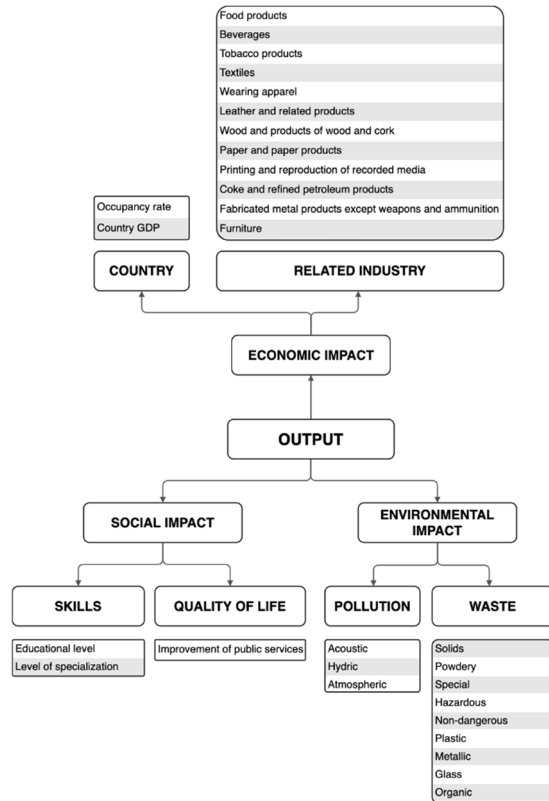 Food products
Beverages
Tobacco products
Textiles
Wearing apparel
Leather and related products
Wood and products of wood and cork
Paper and paper products
Printing and reproduction of recorded media
Coke and refined petroleum products
Fabricated metal products except weapons and ammunition
Furniture
Occupancy rate
Country GDP
COUNTRY
RELATED INDUSTRY
ECONOMIC IMPACT
OUTPUT
SOCIAL IMPACT
ENVIRONMENTAL
IMPACT
SKILLS
QUALITY OF LIFE
POLLUTION
WASTE
Educational level
Level of specialization
Improvement of public services
Acoustic
Hydric
Atmospheric
Solids
Powdery
Special
Hazardous
Non-dangerous
Plastic
Metallic
Glass
Organic